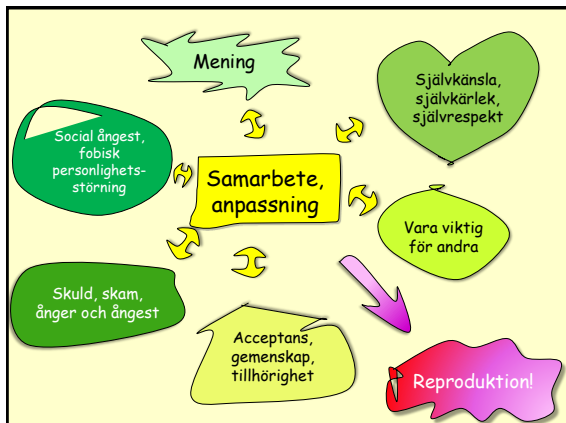 Mening
Självkänsla,
självkärlek,
självrespekt
Social ångest,
fobisk
personlighets-
störning
Samarbete,
anpassning
Vara viktig
för andra
Skuld, skam,
ånger och ångest
Acceptans,
gemenskap,
tillhörighet
Reproduktion!